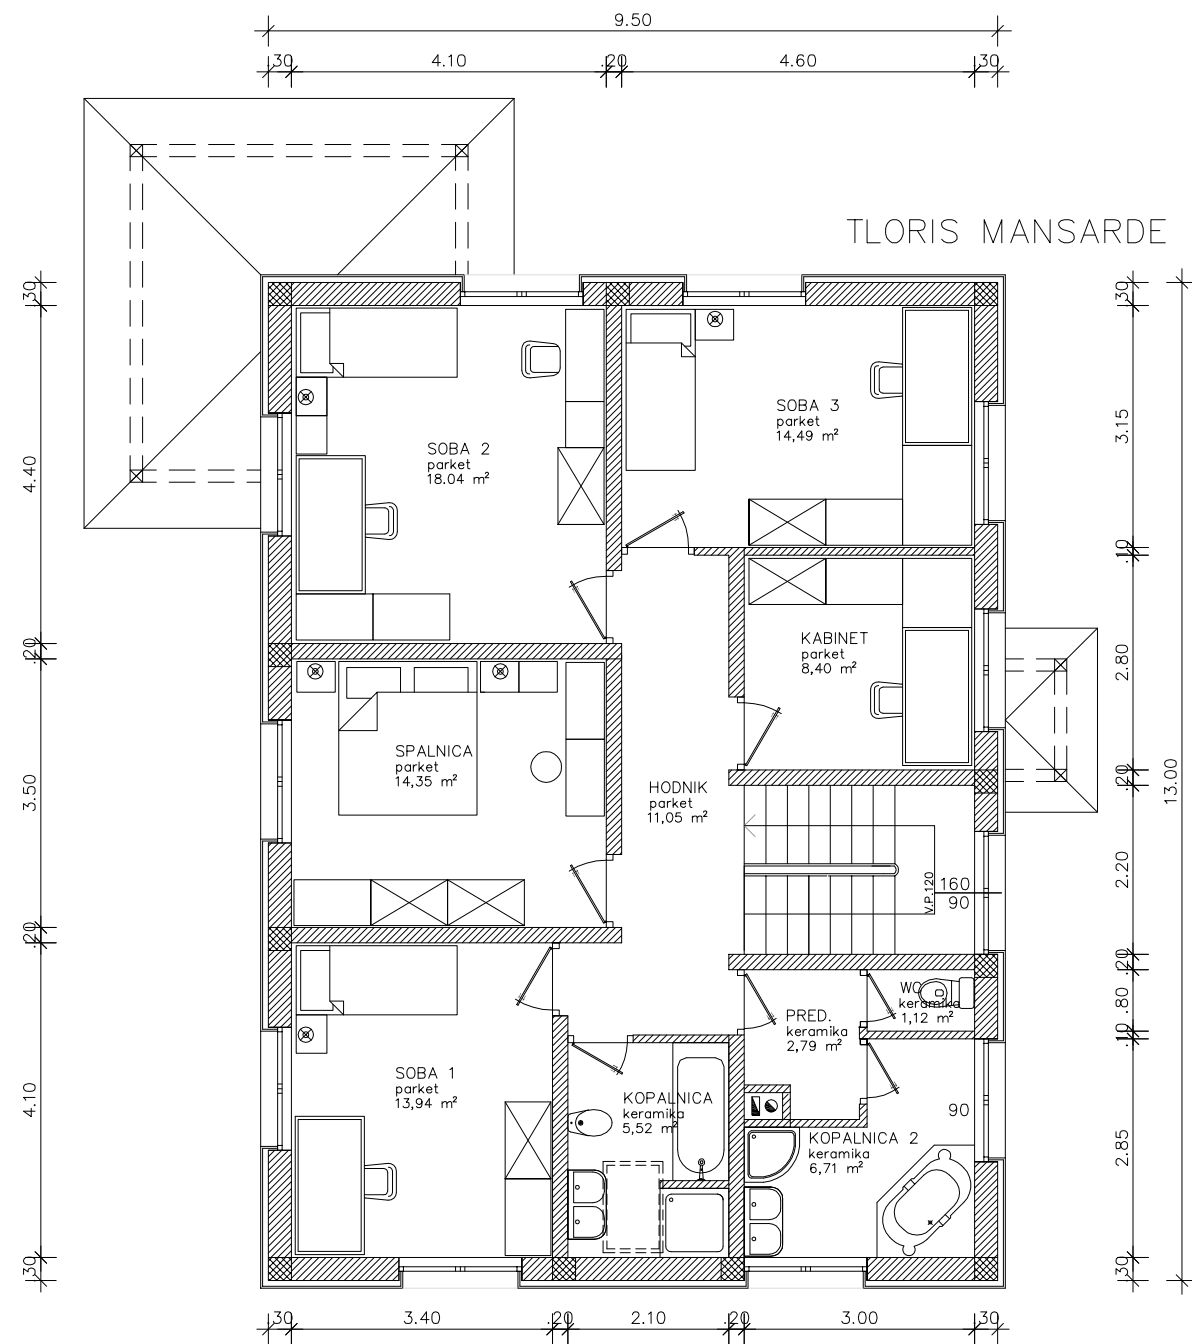 9.50
.30 4.10 .20 4.60 .30
TLORIS MANSARDE
.30
4.40
.20
3.50
.20
4.10
.30
SOBA 2
parket
18.04 m²
SOBA 3
parket
14,49 m²
KABINET
parket
8,40 m²
SPALNICA
parket
14,35 m²
HODNIK
parket
11,05 m²
V.P.120
160
90
WC
keramika
1,12 m²
PRED.
keramika
2,79 m²
SOBA 1
parket
13,94 m²
KOPALNICA
keramika
5,52 m²
90
KOPALNICA 2
keramika
6,71 m²
.30
3.15
.10
2.80
.20
2.20
.20
.80
.10
2.85
.30
13.00
.30 3.40 .20 2.10 .20 3.00 .30